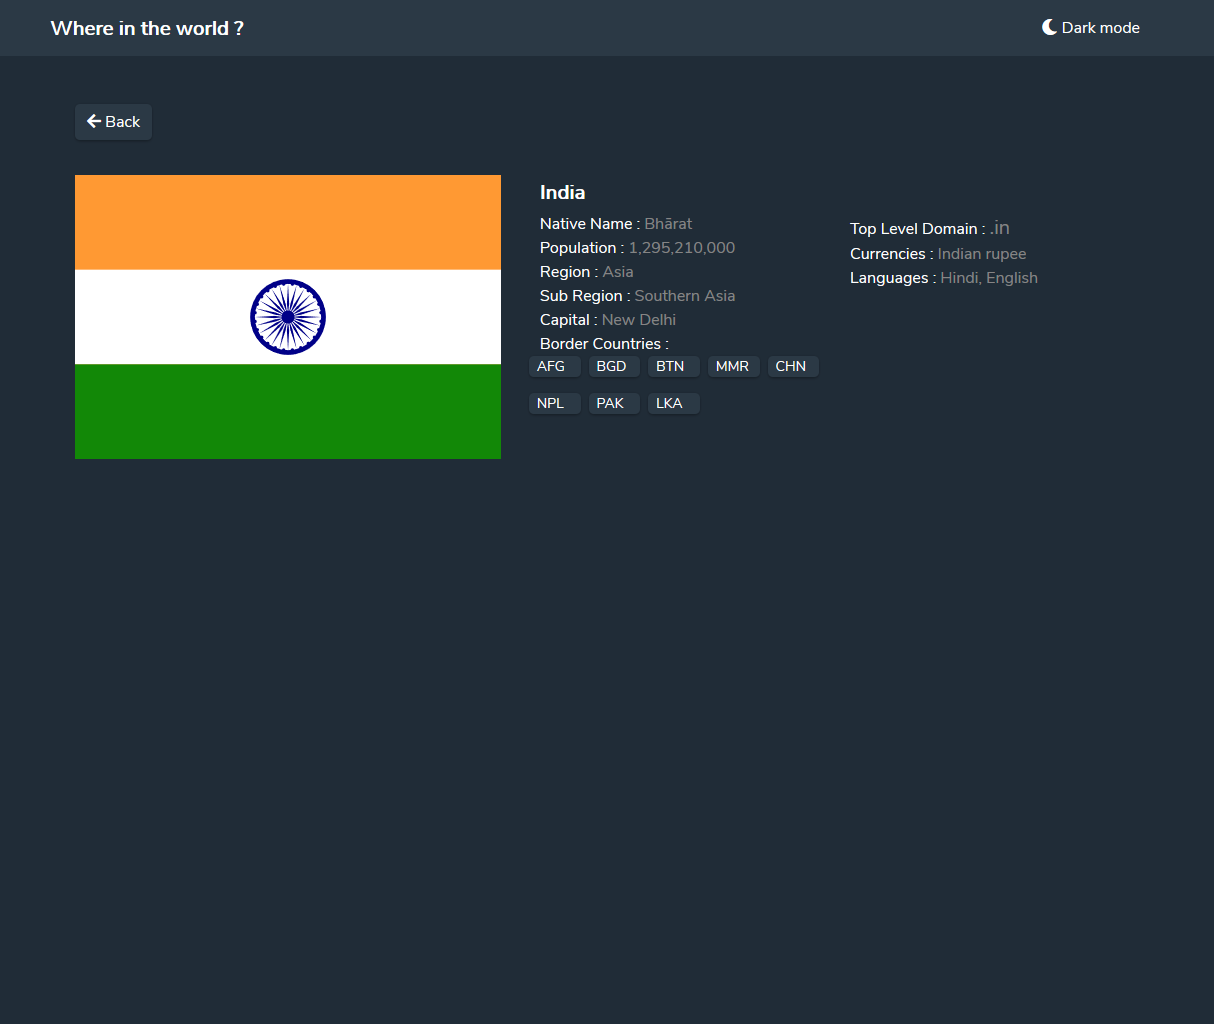 Where in the world ?
Dark mode
Back
India
Native Name : Bhārat
Population : 1,295,210,000
Region : Asia
Sub Region : Southern Asia
Capital : New Delhi
Border Countries :
AFG BGD BTN MMR CHN
NPL PAK LKA
Top Level Domain : .in
Currencies : Indian rupee
Languages : Hindi, English